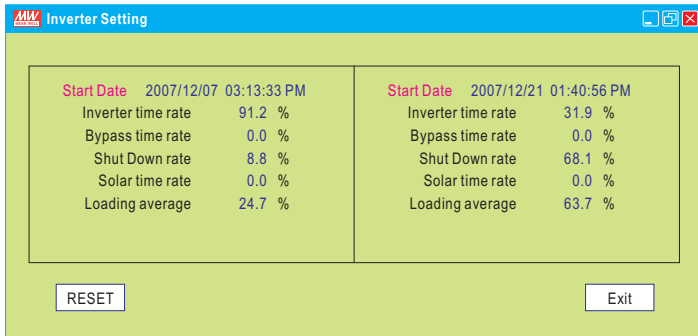 MW MEAN WELL Inverter Setting
Start Date 2007/12/07 03:13:33 PM
Inverter time rate 91.2 %
Bypass time rate 0.0 %
Shut Down rate 8.8 %
Solar time rate 0.0 %
Loading average 24.7 %
Start Date 2007/12/21 01:40:56 PM
Inverter time rate 31.9 %
Bypass time rate 0.0 %
Shut Down rate 68.1 %
Solar time rate 0.0 %
Loading average 63.7 %
RESET
Exit